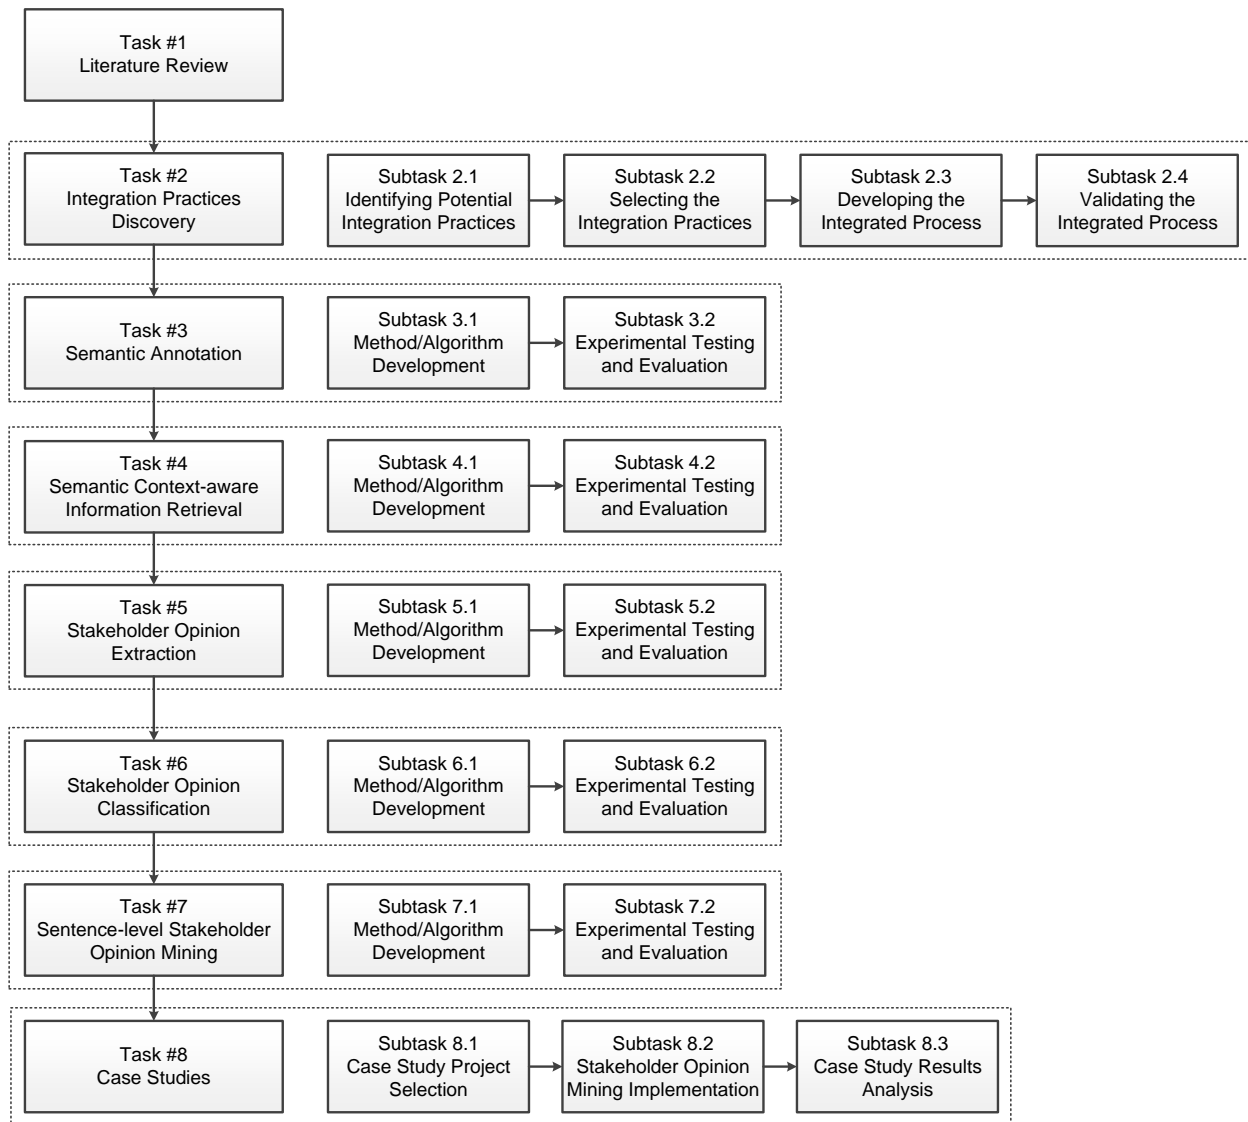 Task #1
Literature Review
Task #2
Integration Practices
Discovery
Subtask 2.1
Identifying Potential
Integration Practices
Subtask 2.2
Selecting the
Integration Practices
Subtask 2.3
Developing the
Integrated Process
Subtask 2.4
Validating the
Integrated Process
Task #3
Semantic Annotation
Subtask 3.1
Method/Algorithm
Development
Subtask 3.2
Experimental Testing
and Evaluation
Task #4
Semantic Context-aware
Information Retrieval
Subtask 4.1
Method/Algorithm
Development
Subtask 4.2
Experimental Testing
and Evaluation
Task #5
Stakeholder Opinion
Extraction
Subtask 5.1
Method/Algorithm
Development
Subtask 5.2
Experimental Testing
and Evaluation
Task #6
Stakeholder Opinion
Classification
Subtask 6.1
Method/Algorithm
Development
Subtask 6.2
Experimental Testing
and Evaluation
Task #7
Sentence-level Stakeholder
Opinion Mining
Subtask 7.1
Method/Algorithm
Development
Subtask 7.2
Experimental Testing
and Evaluation
Task #8
Case Studies
Subtask 8.1
Case Study Project
Selection
Subtask 8.2
Stakeholder Opinion
Mining Implementation
Subtask 8.3
Case Study Results
Analysis